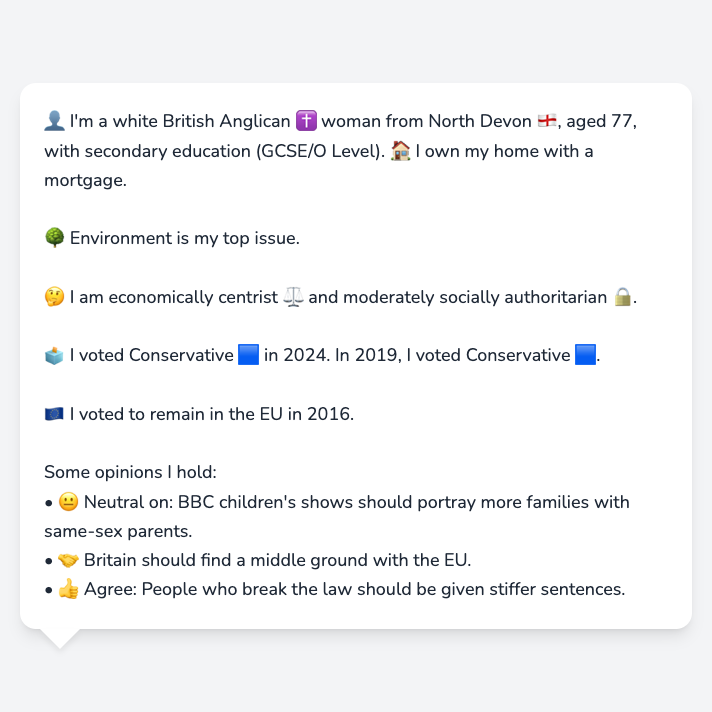 👤 I'm a white British Anglican ✝️ woman from North Devon 🏴󠁧󠁢󠁥󠁮󠁧󠁿, aged 77,
with secondary education (GCSE/O Level). 🏠 I own my home with a
mortgage.
🌳 Environment is my top issue.
🤔 I am economically centrist ⚖️ and moderately socially authoritarian 🔒.
🗳️ I voted Conservative 🟦 in 2024. In 2019, I voted Conservative 🟦.
🇪🇺 I voted to remain in the EU in 2016.
Some opinions I hold:
• 😐 Neutral on: BBC children's shows should portray more families with
same-sex parents.
• 🤝 Britain should find a middle ground with the EU.
• 👍 Agree: People who break the law should be given stiffer sentences.